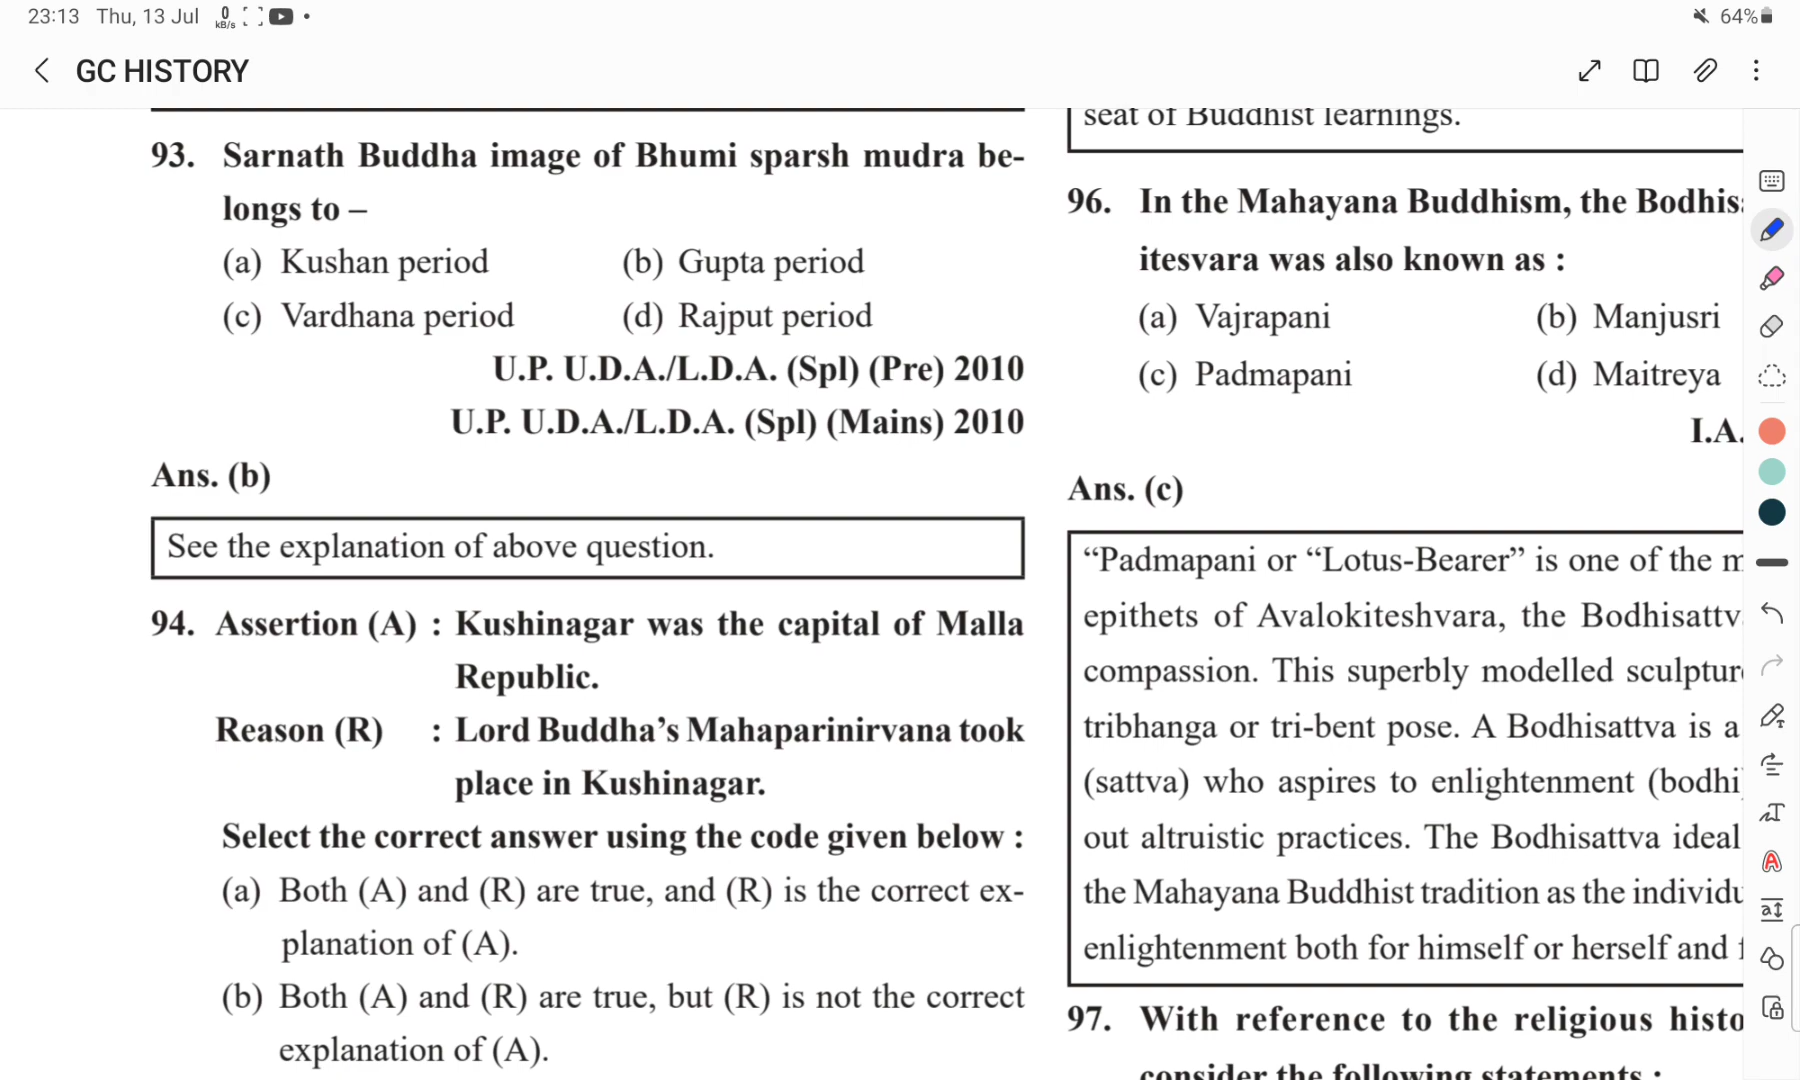 23:13 Thu, 13 Jul 0 kB/s 64%
GC HISTORY
93. Sarnath Buddha image of Bhumi sparsh mudra be-
longs to –
(a) Kushan period (b) Gupta period
(c) Vardhana period (d) Rajput period
U.P. U.D.A./L.D.A. (Spl) (Pre) 2010
U.P. U.D.A./L.D.A. (Spl) (Mains) 2010
Ans. (b)
See the explanation of above question.
94. Assertion (A) : Kushinagar was the capital of Malla
Republic.
Reason (R) : Lord Buddha’s Mahaparinirvana took
place in Kushinagar.
Select the correct answer using the code given below :
(a) Both (A) and (R) are true, and (R) is the correct ex-
planation of (A).
(b) Both (A) and (R) are true, but (R) is not the correct
explanation of (A).
seat of Buddhist learnings.
96. In the Mahayana Buddhism, the Bodhis
itesvara was also known as :
(a) Vajrapani (b) Manjusri
(c) Padmapani (d) Maitreya
I.A.
Ans. (c)
“Padmapani or “Lotus-Bearer” is one of the m
epithets of Avalokiteshvara, the Bodhisattv
compassion. This superbly modelled sculptur
tribhanga or tri-bent pose. A Bodhisattva is a
(sattva) who aspires to enlightenment (bodhi
out altruistic practices. The Bodhisattva ideal
the Mahayana Buddhist tradition as the individu
enlightenment both for himself or herself and
97. With reference to the religious histo
consider the following statements :